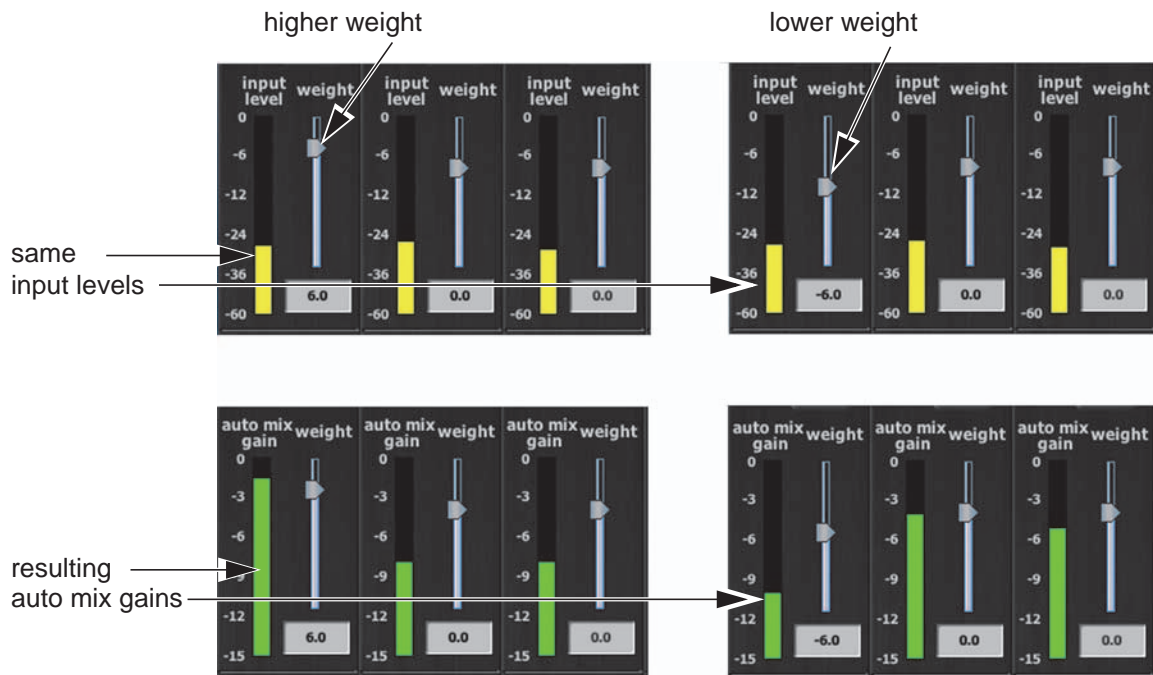 higher weight
lower weight
input level weight input level weight input level weight
0 0 0
-6 -6 -6
-12 -12 -12
-24 -24 -24
-36 -36 -36
-60 -60 -60
6.0 0.0 0.0
input level weight input level weight input level weight
0 0 0
-6 -6 -6
-12 -12 -12
-24 -24 -24
-36 -36 -36
-60 -60 -60
-6.0 0.0 0.0
same
input levels
auto mix gain weight auto mix gain weight auto mix gain weight
0 0 0
-3 -3 -3
-6 -6 -6
-9 -9 -9
-12 -12 -12
-15 -15 -15
6.0 0.0 0.0
auto mix gain weight auto mix gain weight auto mix gain weight
0 0 0
-3 -3 -3
-6 -6 -6
-9 -9 -9
-12 -12 -12
-15 -15 -15
-6.0 0.0 0.0
resulting
auto mix gains